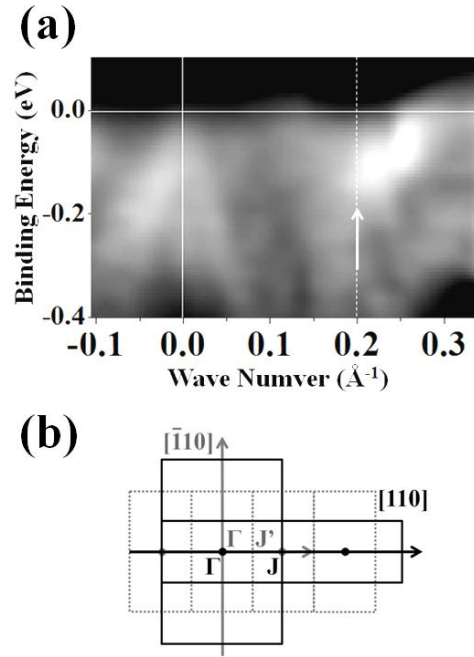 (a)
Binding Energy (eV)
0.0
-0.2
-0.4
-0.1 0.0 0.1 0.2 0.3
Wave Numver (Å⁻¹)
(b)
[1̄10]
[110]
Γ J'
Γ J